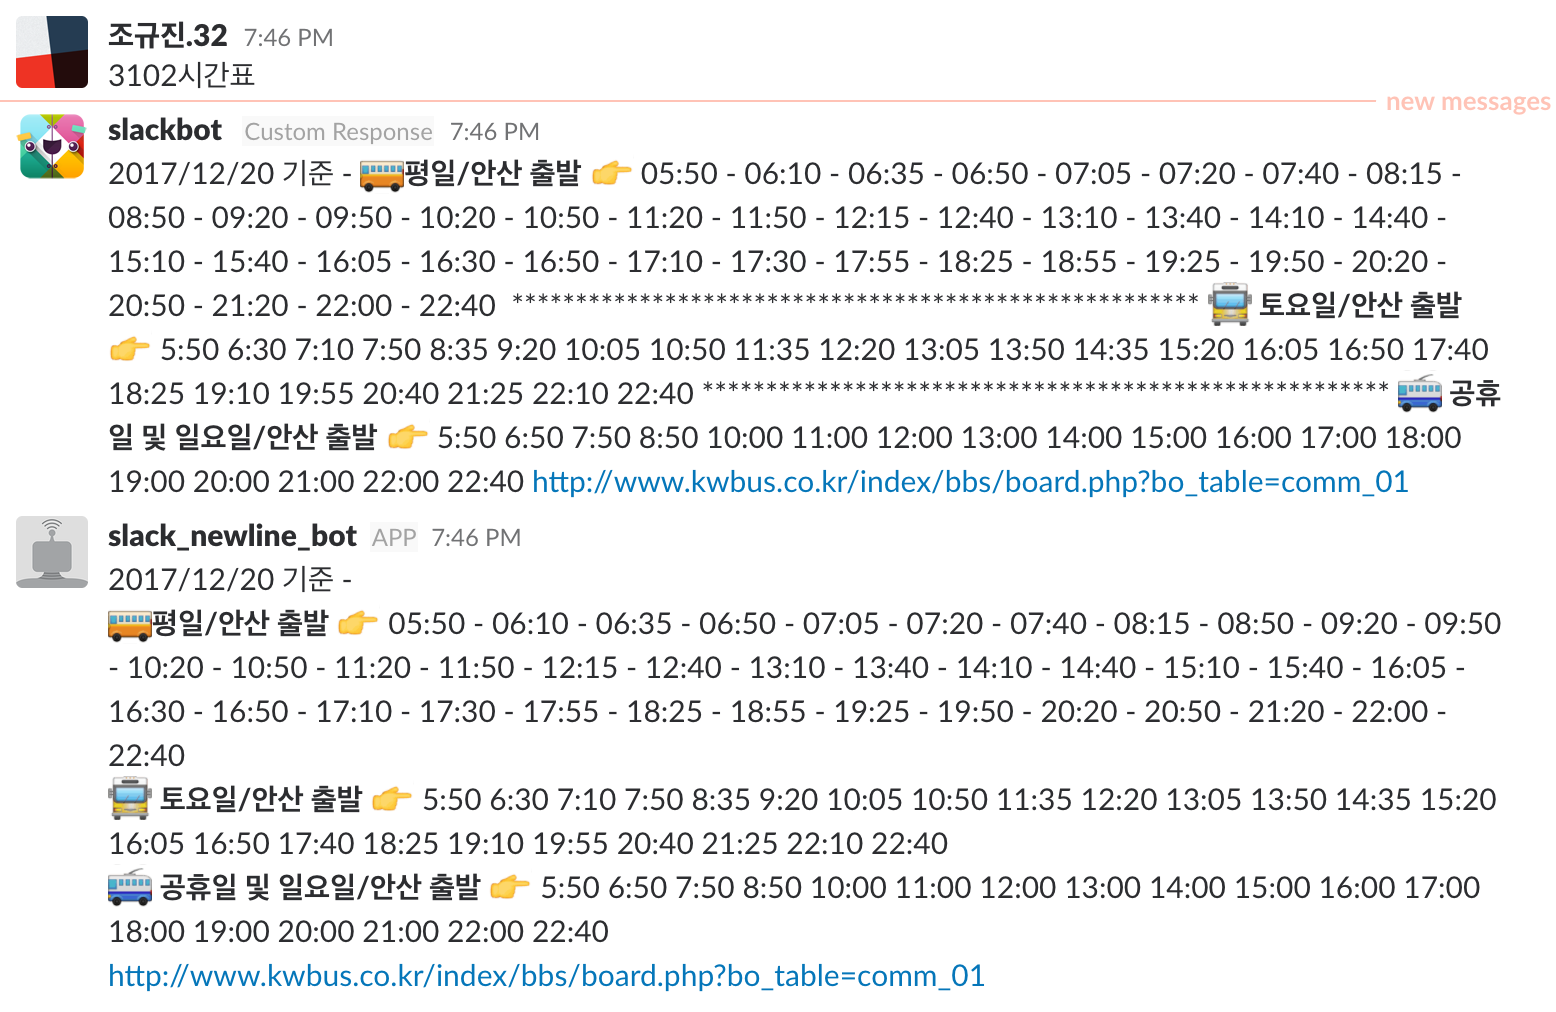 조규진.32 7:46 PM
3102시간표
new messages
slackbot Custom Response 7:46 PM
2017/12/20 기준 - 평일/안산 출발 05:50 - 06:10 - 06:35 - 06:50 - 07:05 - 07:20 - 07:40 - 08:15 -
08:50 - 09:20 - 09:50 - 10:20 - 10:50 - 11:20 - 11:50 - 12:15 - 12:40 - 13:10 - 13:40 - 14:10 - 14:40 -
15:10 - 15:40 - 16:05 - 16:30 - 16:50 - 17:10 - 17:30 - 17:55 - 18:25 - 18:55 - 19:25 - 19:50 - 20:20 -
20:50 - 21:20 - 22:00 - 22:40 ****************************************************** 토요일/안산 출발
5:50 6:30 7:10 7:50 8:35 9:20 10:05 10:50 11:35 12:20 13:05 13:50 14:35 15:20 16:05 16:50 17:40
18:25 19:10 19:55 20:40 21:25 22:10 22:40 ****************************************************** 공휴
일 및 일요일/안산 출발 5:50 6:50 7:50 8:50 10:00 11:00 12:00 13:00 14:00 15:00 16:00 17:00 18:00
19:00 20:00 21:00 22:00 22:40 http://www.kwbus.co.kr/index/bbs/board.php?bo_table=comm_01
slack_newline_bot APP 7:46 PM
2017/12/20 기준 -
평일/안산 출발 05:50 - 06:10 - 06:35 - 06:50 - 07:05 - 07:20 - 07:40 - 08:15 - 08:50 - 09:20 - 09:50
- 10:20 - 10:50 - 11:20 - 11:50 - 12:15 - 12:40 - 13:10 - 13:40 - 14:10 - 14:40 - 15:10 - 15:40 - 16:05 -
16:30 - 16:50 - 17:10 - 17:30 - 17:55 - 18:25 - 18:55 - 19:25 - 19:50 - 20:20 - 20:50 - 21:20 - 22:00 -
22:40
토요일/안산 출발 5:50 6:30 7:10 7:50 8:35 9:20 10:05 10:50 11:35 12:20 13:05 13:50 14:35 15:20
16:05 16:50 17:40 18:25 19:10 19:55 20:40 21:25 22:10 22:40
공휴일 및 일요일/안산 출발 5:50 6:50 7:50 8:50 10:00 11:00 12:00 13:00 14:00 15:00 16:00 17:00
18:00 19:00 20:00 21:00 22:00 22:40
http://www.kwbus.co.kr/index/bbs/board.php?bo_table=comm_01